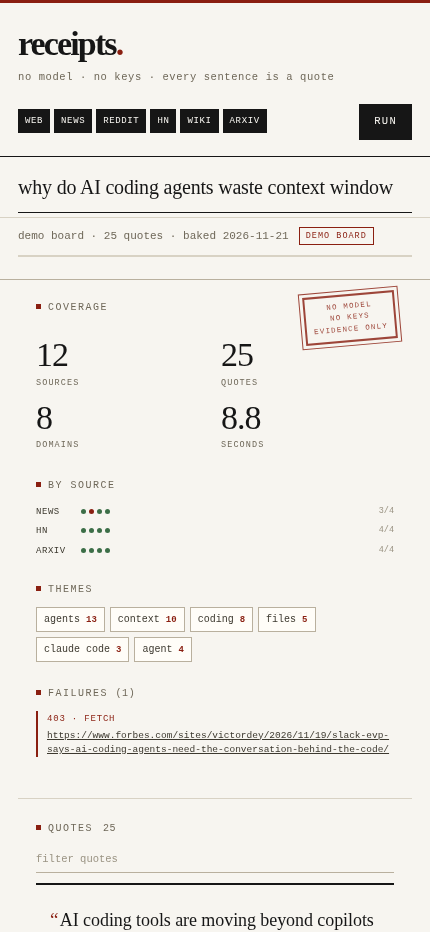 receipts.
no model · no keys · every sentence is a quote
WEB NEWS REDDIT HN WIKI ARXIV RUN
why do AI coding agents waste context window
demo board · 25 quotes · baked 2026-11-21 DEMO BOARD
NO MODEL
NO KEYS
EVIDENCE ONLY
COVERAGE
12 25
SOURCES QUOTES
8 8.8
DOMAINS SECONDS
BY SOURCE
NEWS 3/4
HN 4/4
ARXIV 4/4
THEMES
agents 13 context 10 coding 8 files 5
claude code 3 agent 4
FAILURES (1)
403 · FETCH
https://www.forbes.com/sites/victordey/2026/11/19/slack-evp-
says-ai-coding-agents-need-the-conversation-behind-the-code/
QUOTES 25
filter quotes
“AI coding tools are moving beyond copilots